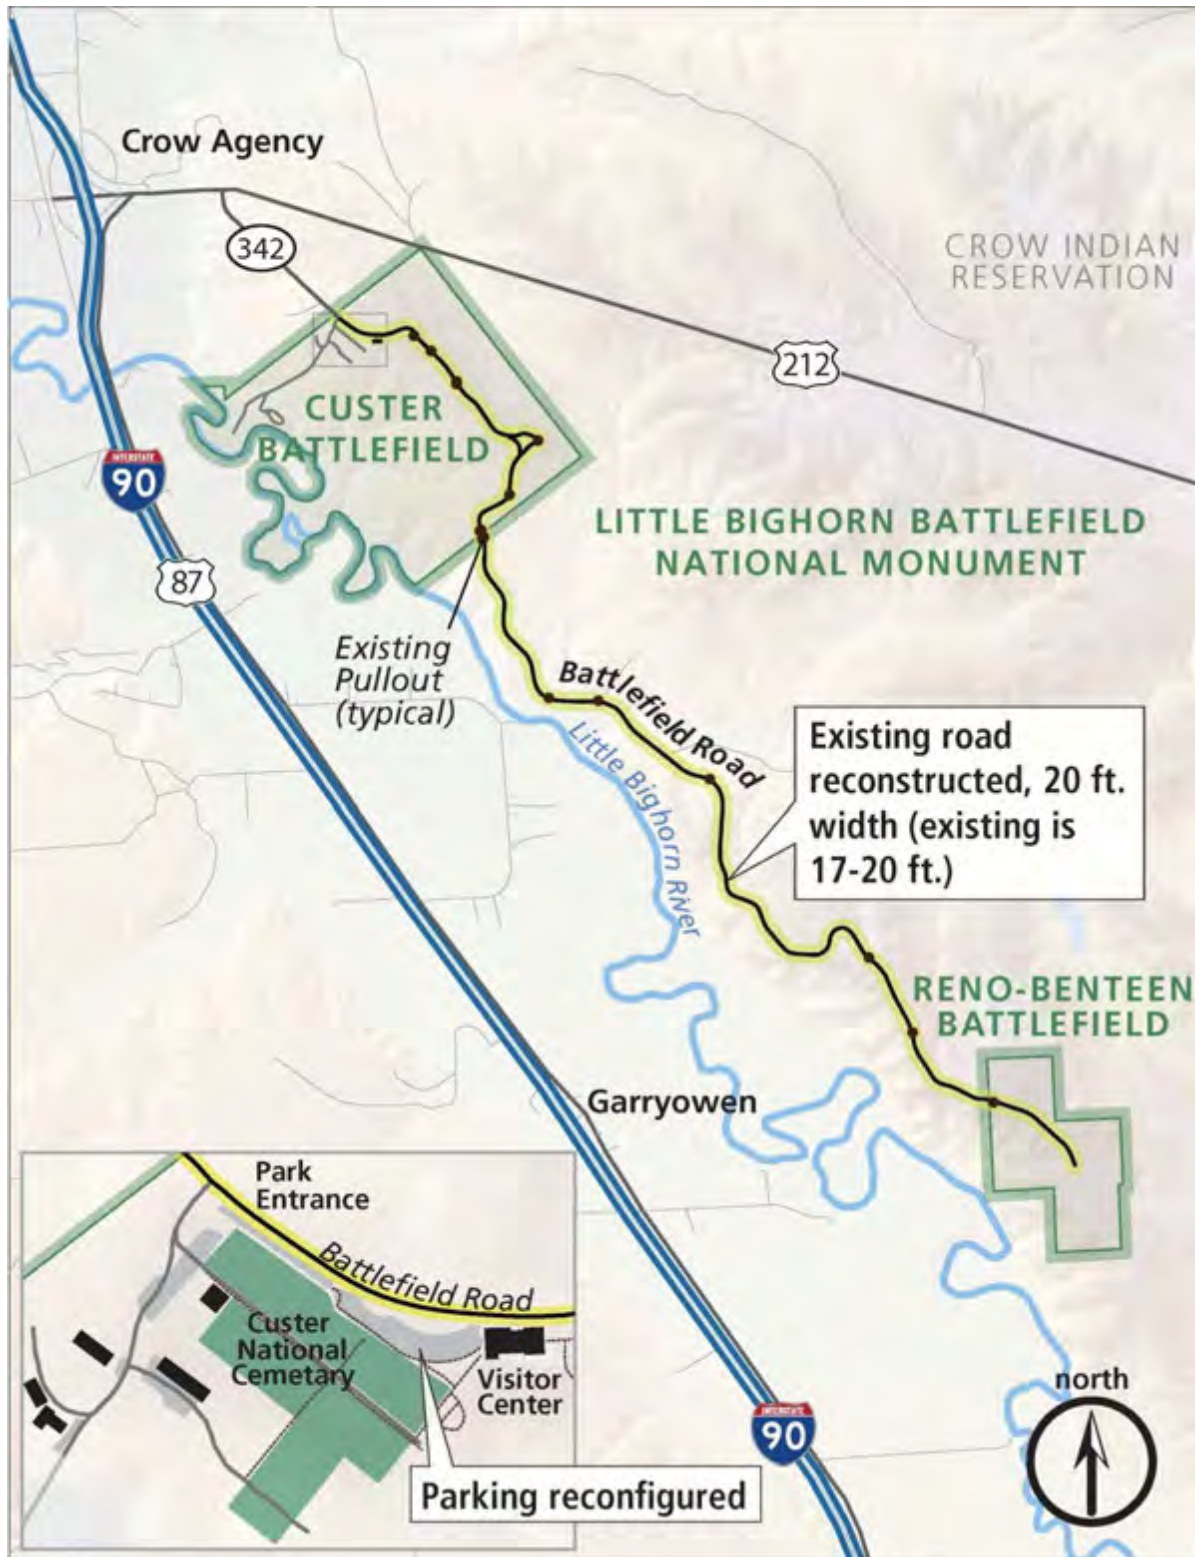 Crow Agency
342
CROW INDIAN
RESERVATION
212
CUSTER
BATTLEFIELD
INTERSTATE
90
87
LITTLE BIGHORN BATTLEFIELD
NATIONAL MONUMENT
Existing
Pullout
(typical)
Battlefield Road
Little Bighorn River
Existing road
reconstructed, 20 ft.
width (existing is
17-20 ft.)
RENO-BENTEEN
BATTLEFIELD
Garryowen
Park
Entrance
Battlefield Road
Custer
National
Cemetary
Visitor
Center
Parking reconfigured
INTERSTATE
90
north